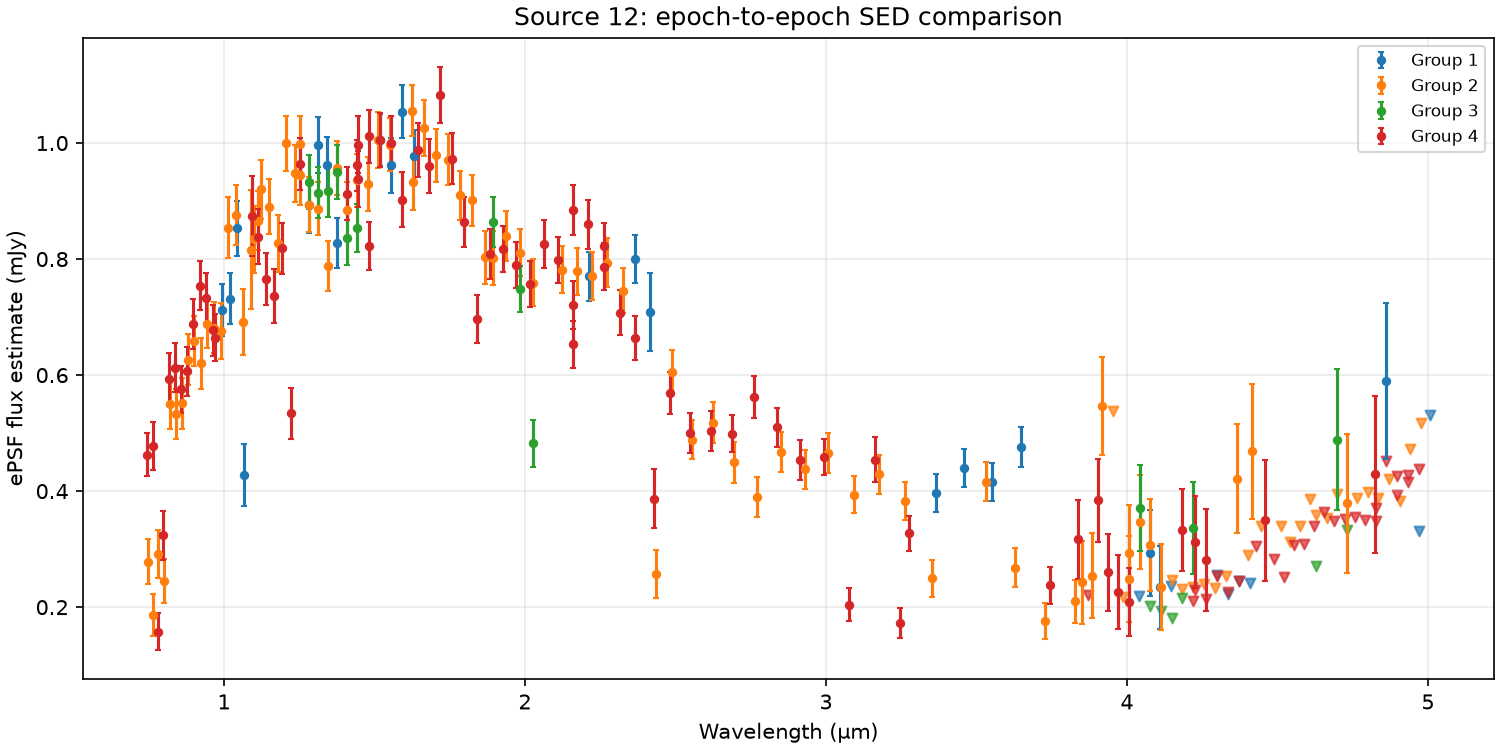 Source 12: epoch-to-epoch SED comparison
Group 1
Group 2
Group 3
Group 4
ePSF flux estimate (mJy)
1.0
0.8
0.6
0.4
0.2
1
2
3
4
5
Wavelength (μm)